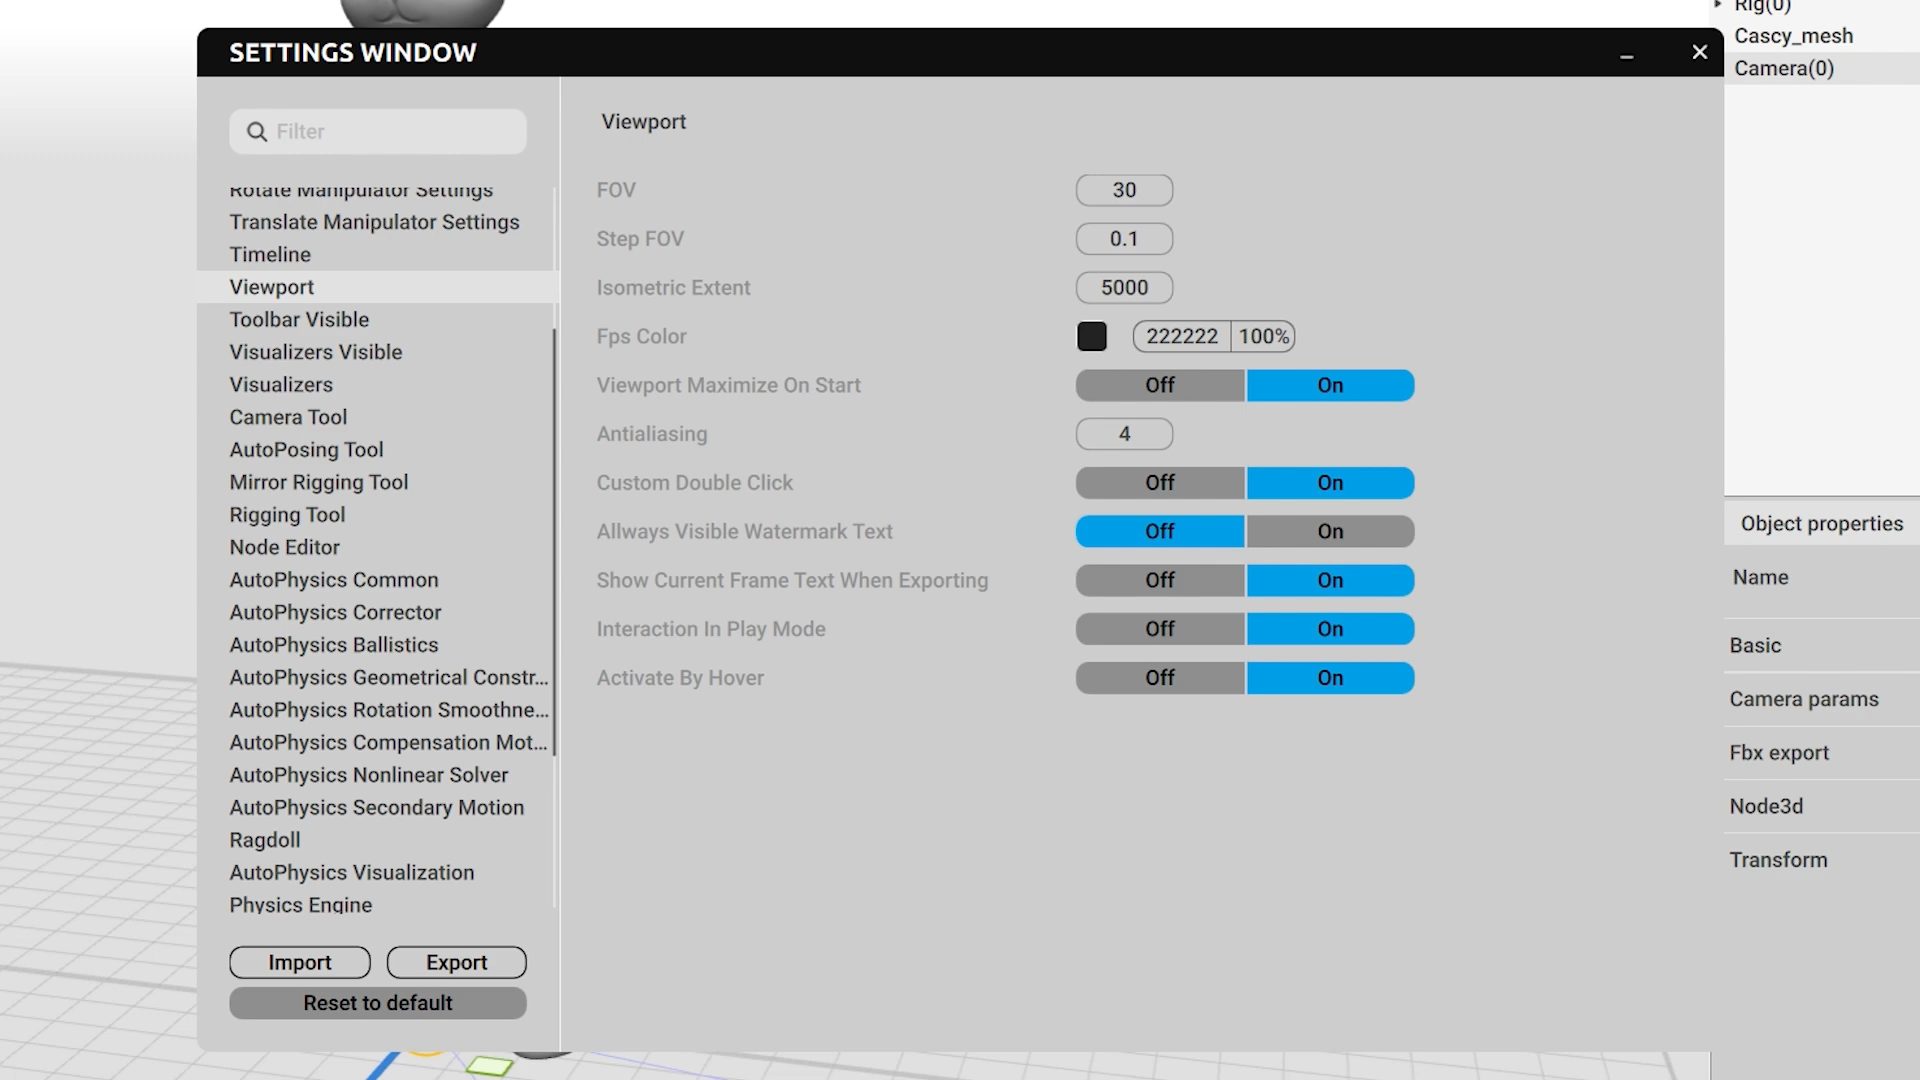 Rig(0)
SETTINGS WINDOW
Cascy_mesh
Camera(0)
Filter
Rotate Manipulator Settings
Translate Manipulator Settings
Timeline
Viewport
Toolbar Visible
Visualizers Visible
Visualizers
Camera Tool
AutoPosing Tool
Mirror Rigging Tool
Rigging Tool
Node Editor
AutoPhysics Common
AutoPhysics Corrector
AutoPhysics Ballistics
AutoPhysics Geometrical Constr...
AutoPhysics Rotation Smoothne...
AutoPhysics Compensation Mot...
AutoPhysics Nonlinear Solver
AutoPhysics Secondary Motion
Ragdoll
AutoPhysics Visualization
Physics Engine
Import Export
Reset to default
Viewport
FOV 30
Step FOV 0.1
Isometric Extent 5000
Fps Color 222222 100%
Viewport Maximize On Start Off On
Antialiasing 4
Custom Double Click Off On
Allways Visible Watermark Text Off On
Show Current Frame Text When Exporting Off On
Interaction In Play Mode Off On
Activate By Hover Off On
Object properties
Name
Basic
Camera params
Fbx export
Node3d
Transform